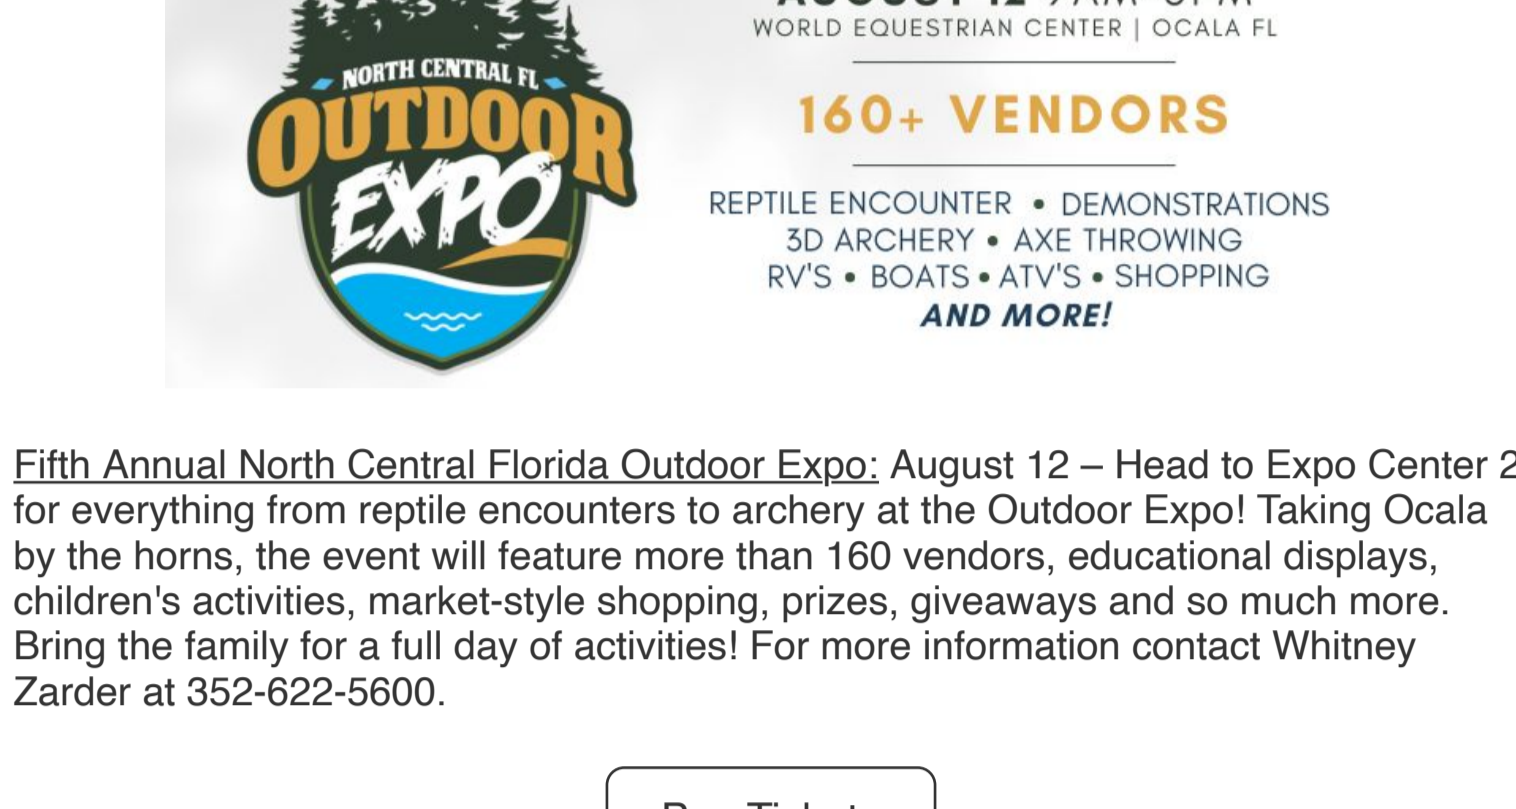 AUGUST 12
WORLD EQUESTRIAN CENTER | OCALA FL
NORTH CENTRAL FL
OUTDOOR
EXPO
160+ VENDORS
REPTILE ENCOUNTER • DEMONSTRATIONS
3D ARCHERY • AXE THROWING
RV'S • BOATS • ATV'S • SHOPPING
AND MORE!
Fifth Annual North Central Florida Outdoor Expo: August 12 – Head to Expo Center 2
for everything from reptile encounters to archery at the Outdoor Expo! Taking Ocala
by the horns, the event will feature more than 160 vendors, educational displays,
children's activities, market-style shopping, prizes, giveaways and so much more.
Bring the family for a full day of activities! For more information contact Whitney
Zarder at 352-622-5600.